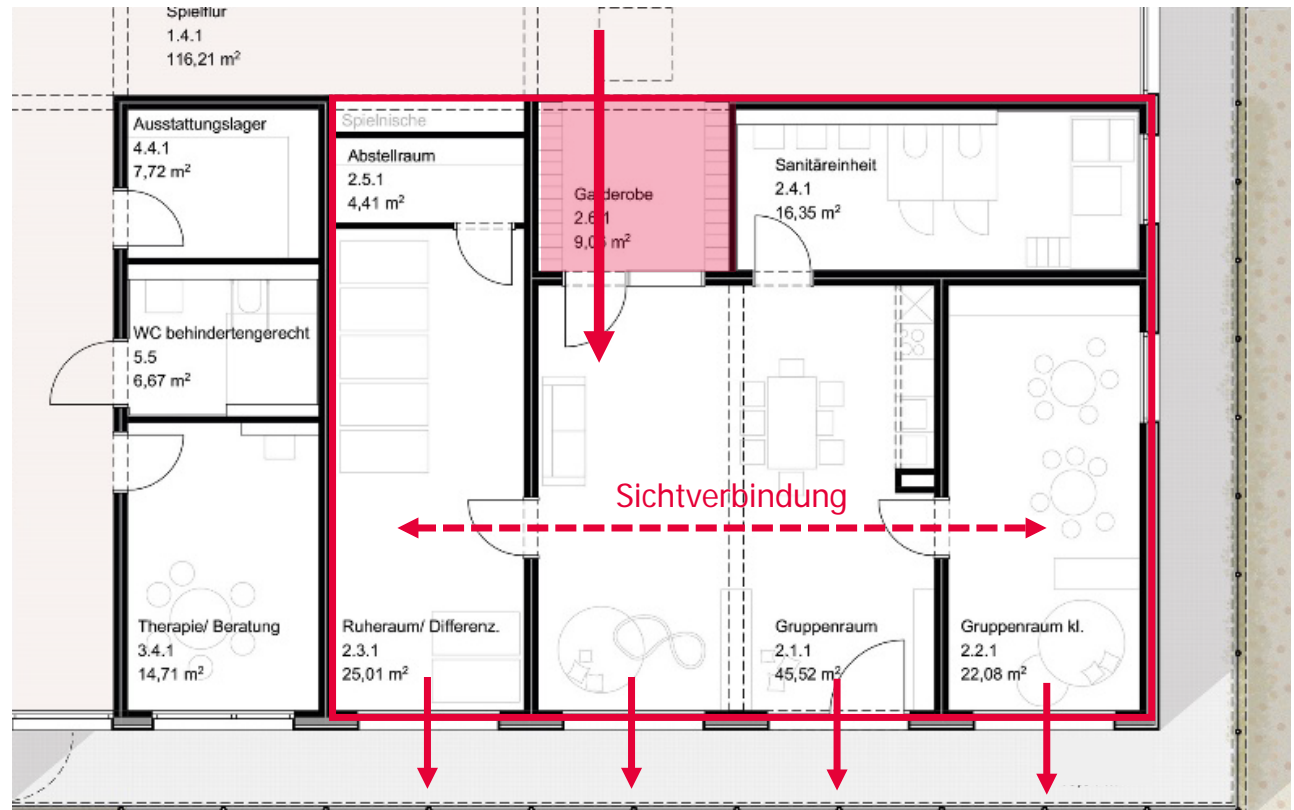 Spielflur
1.4.1
116,21 m²
Ausstattungslager
4.4.1
7,72 m²
Spielnische
Abstellraum
2.5.1
4,41 m²
Garderobe
2.6.1
9,06 m²
Sanitäreinheit
2.4.1
16,35 m²
WC behindertengerecht
5.5
6,67 m²
Sichtverbindung
Therapie/ Beratung
3.4.1
14,71 m²
Ruheraum/ Differenz.
2.3.1
25,01 m²
Gruppenraum
2.1.1
45,52 m²
Gruppenraum kl.
2.2.1
22,08 m²